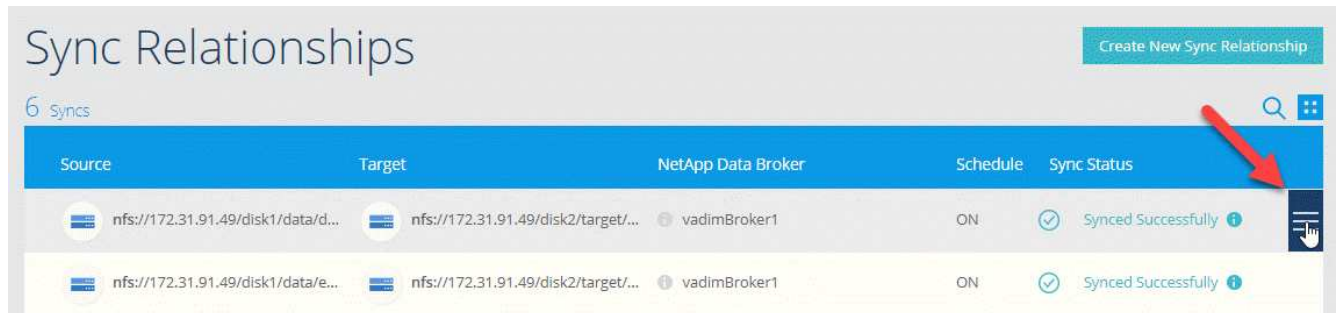 Sync Relationships
Create New Sync Relationship
6 Syncs
Source Target NetApp Data Broker Schedule Sync Status
nfs://172.31.91.49/disk1/data/d... nfs://172.31.91.49/disk2/target/... vadimBroker1 ON Synced Successfully
nfs://172.31.91.49/disk1/data/e... nfs://172.31.91.49/disk2/target/... vadimBroker1 ON Synced Successfully